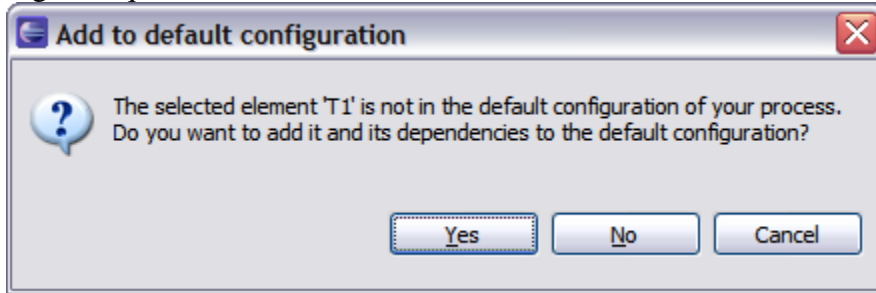 Add to default configuration
The selected element 'T1' is not in the default configuration of your process.
Do you want to add it and its dependencies to the default configuration?
Yes No Cancel